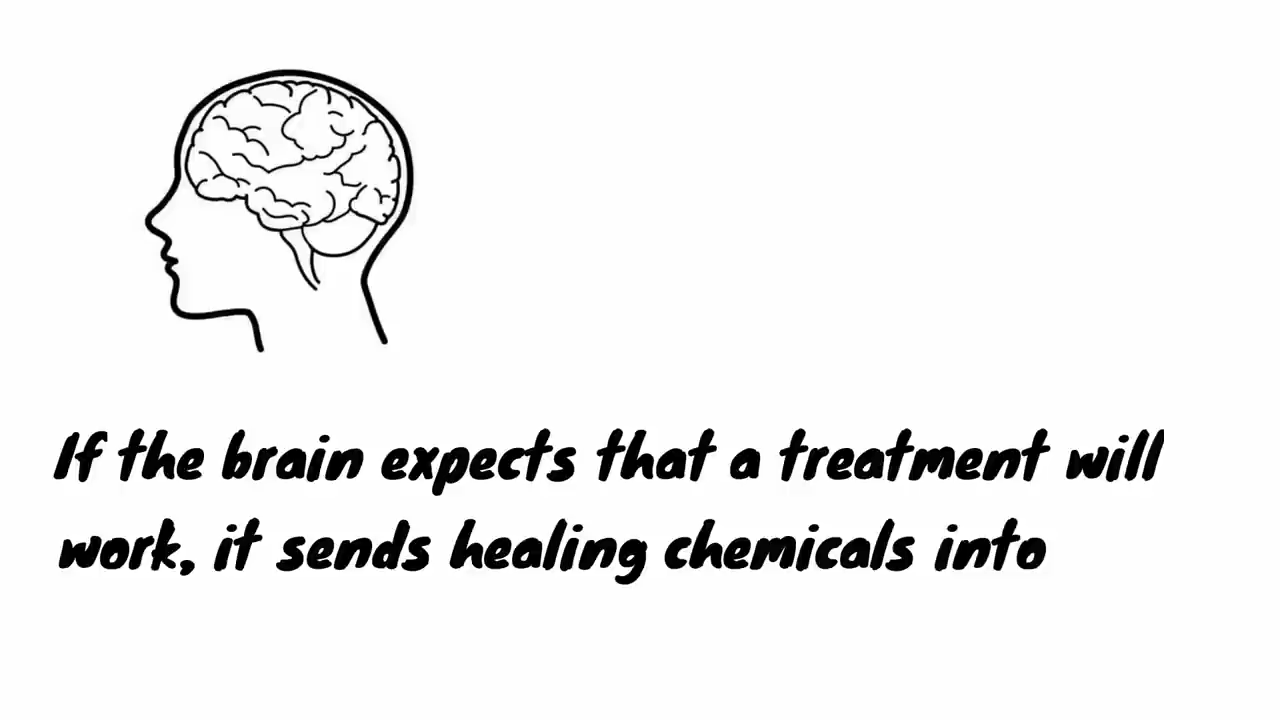 If the brain expects that a treatment will
work, it sends healing chemicals into